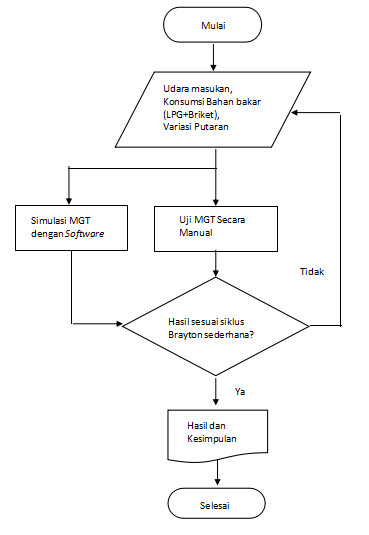 Mulai
Udara masukan,
Konsumsi Bahan bakar
(LPG+Briket),
Variasi Putaran
Simulasi MGT
dengan Software
Uji MGT Secara
Manual
Tidak
Hasil sesuai siklus
Brayton sederhana?
Ya
Hasil dan
Kesimpulan
Selesai